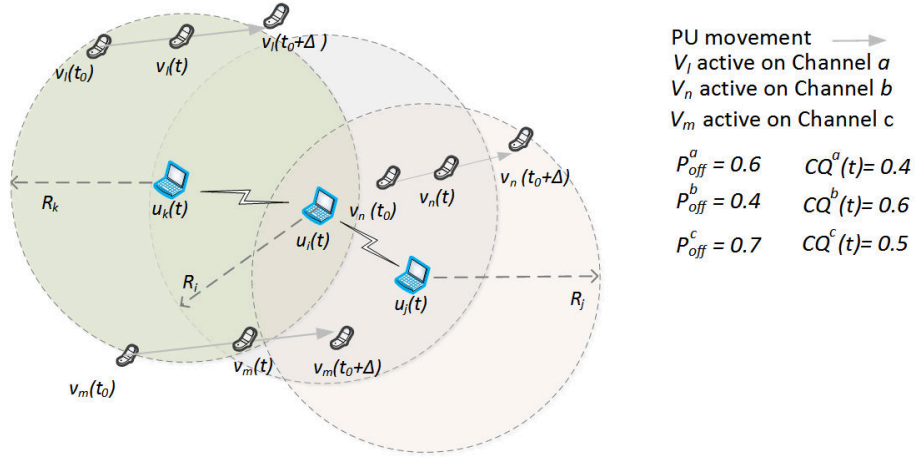 v_l(t_0+Δ )
v_l(t_0)
v_l(t)
R_k
u_k(t)
u_i(t)
v_n (t_0)
v_n(t)
v_n (t_0+Δ)
R_i
u_j(t)
R_j
v_m(t_0)
v_m(t)
v_m(t_0+Δ)
PU movement
V_l active on Channel a
V_n active on Channel b
V_m active on Channel c
P^a_off = 0.6 CQ^a(t)= 0.4
P^b_off = 0.4 CQ^b(t)= 0.6
P^c_off = 0.7 CQ^c(t)= 0.5